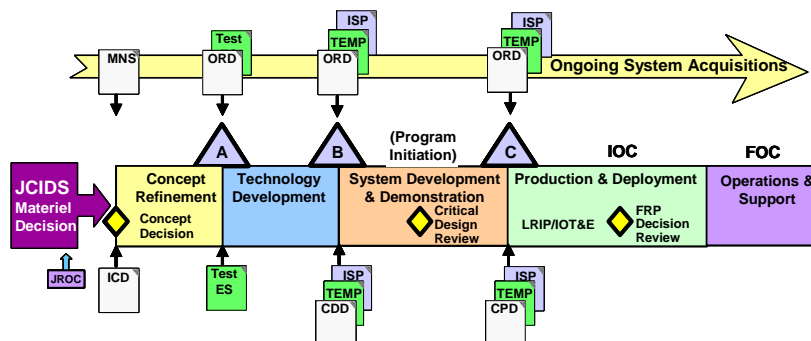 ISP
Test
TEMP
MNS
ORD
ORD
ISP
TEMP
ORD
Ongoing System Acquisitions
A
B
(Program
Initiation)
C
IOC
FOC
JCIDS
Materiel
Decision
Concept
Refinement
Concept
Decision
Technology
Development
System Development
& Demonstration
Critical
Design
Review
Production & Deployment
LRIP/IOT&E
FRP
Decision
Review
Operations &
Support
JROC
ICD
Test
ES
ISP
TEMP
CDD
ISP
TEMP
CPD